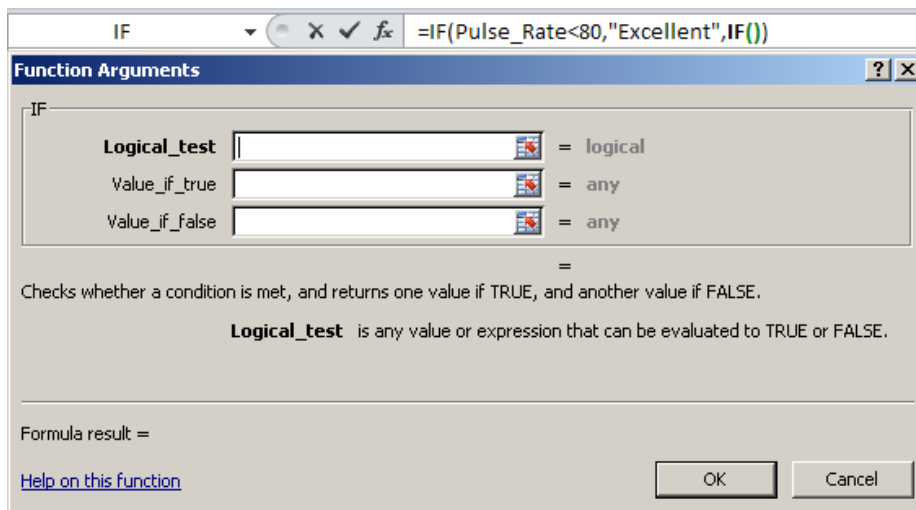 IF fx =IF(Pulse_Rate<80,"Excellent",IF())
Function Arguments ? X
IF
Logical_test = logical
Value_if_true = any
Value_if_false = any
=
Checks whether a condition is met, and returns one value if TRUE, and another value if FALSE.
Logical_test is any value or expression that can be evaluated to TRUE or FALSE.
Formula result =
Help on this function OK Cancel